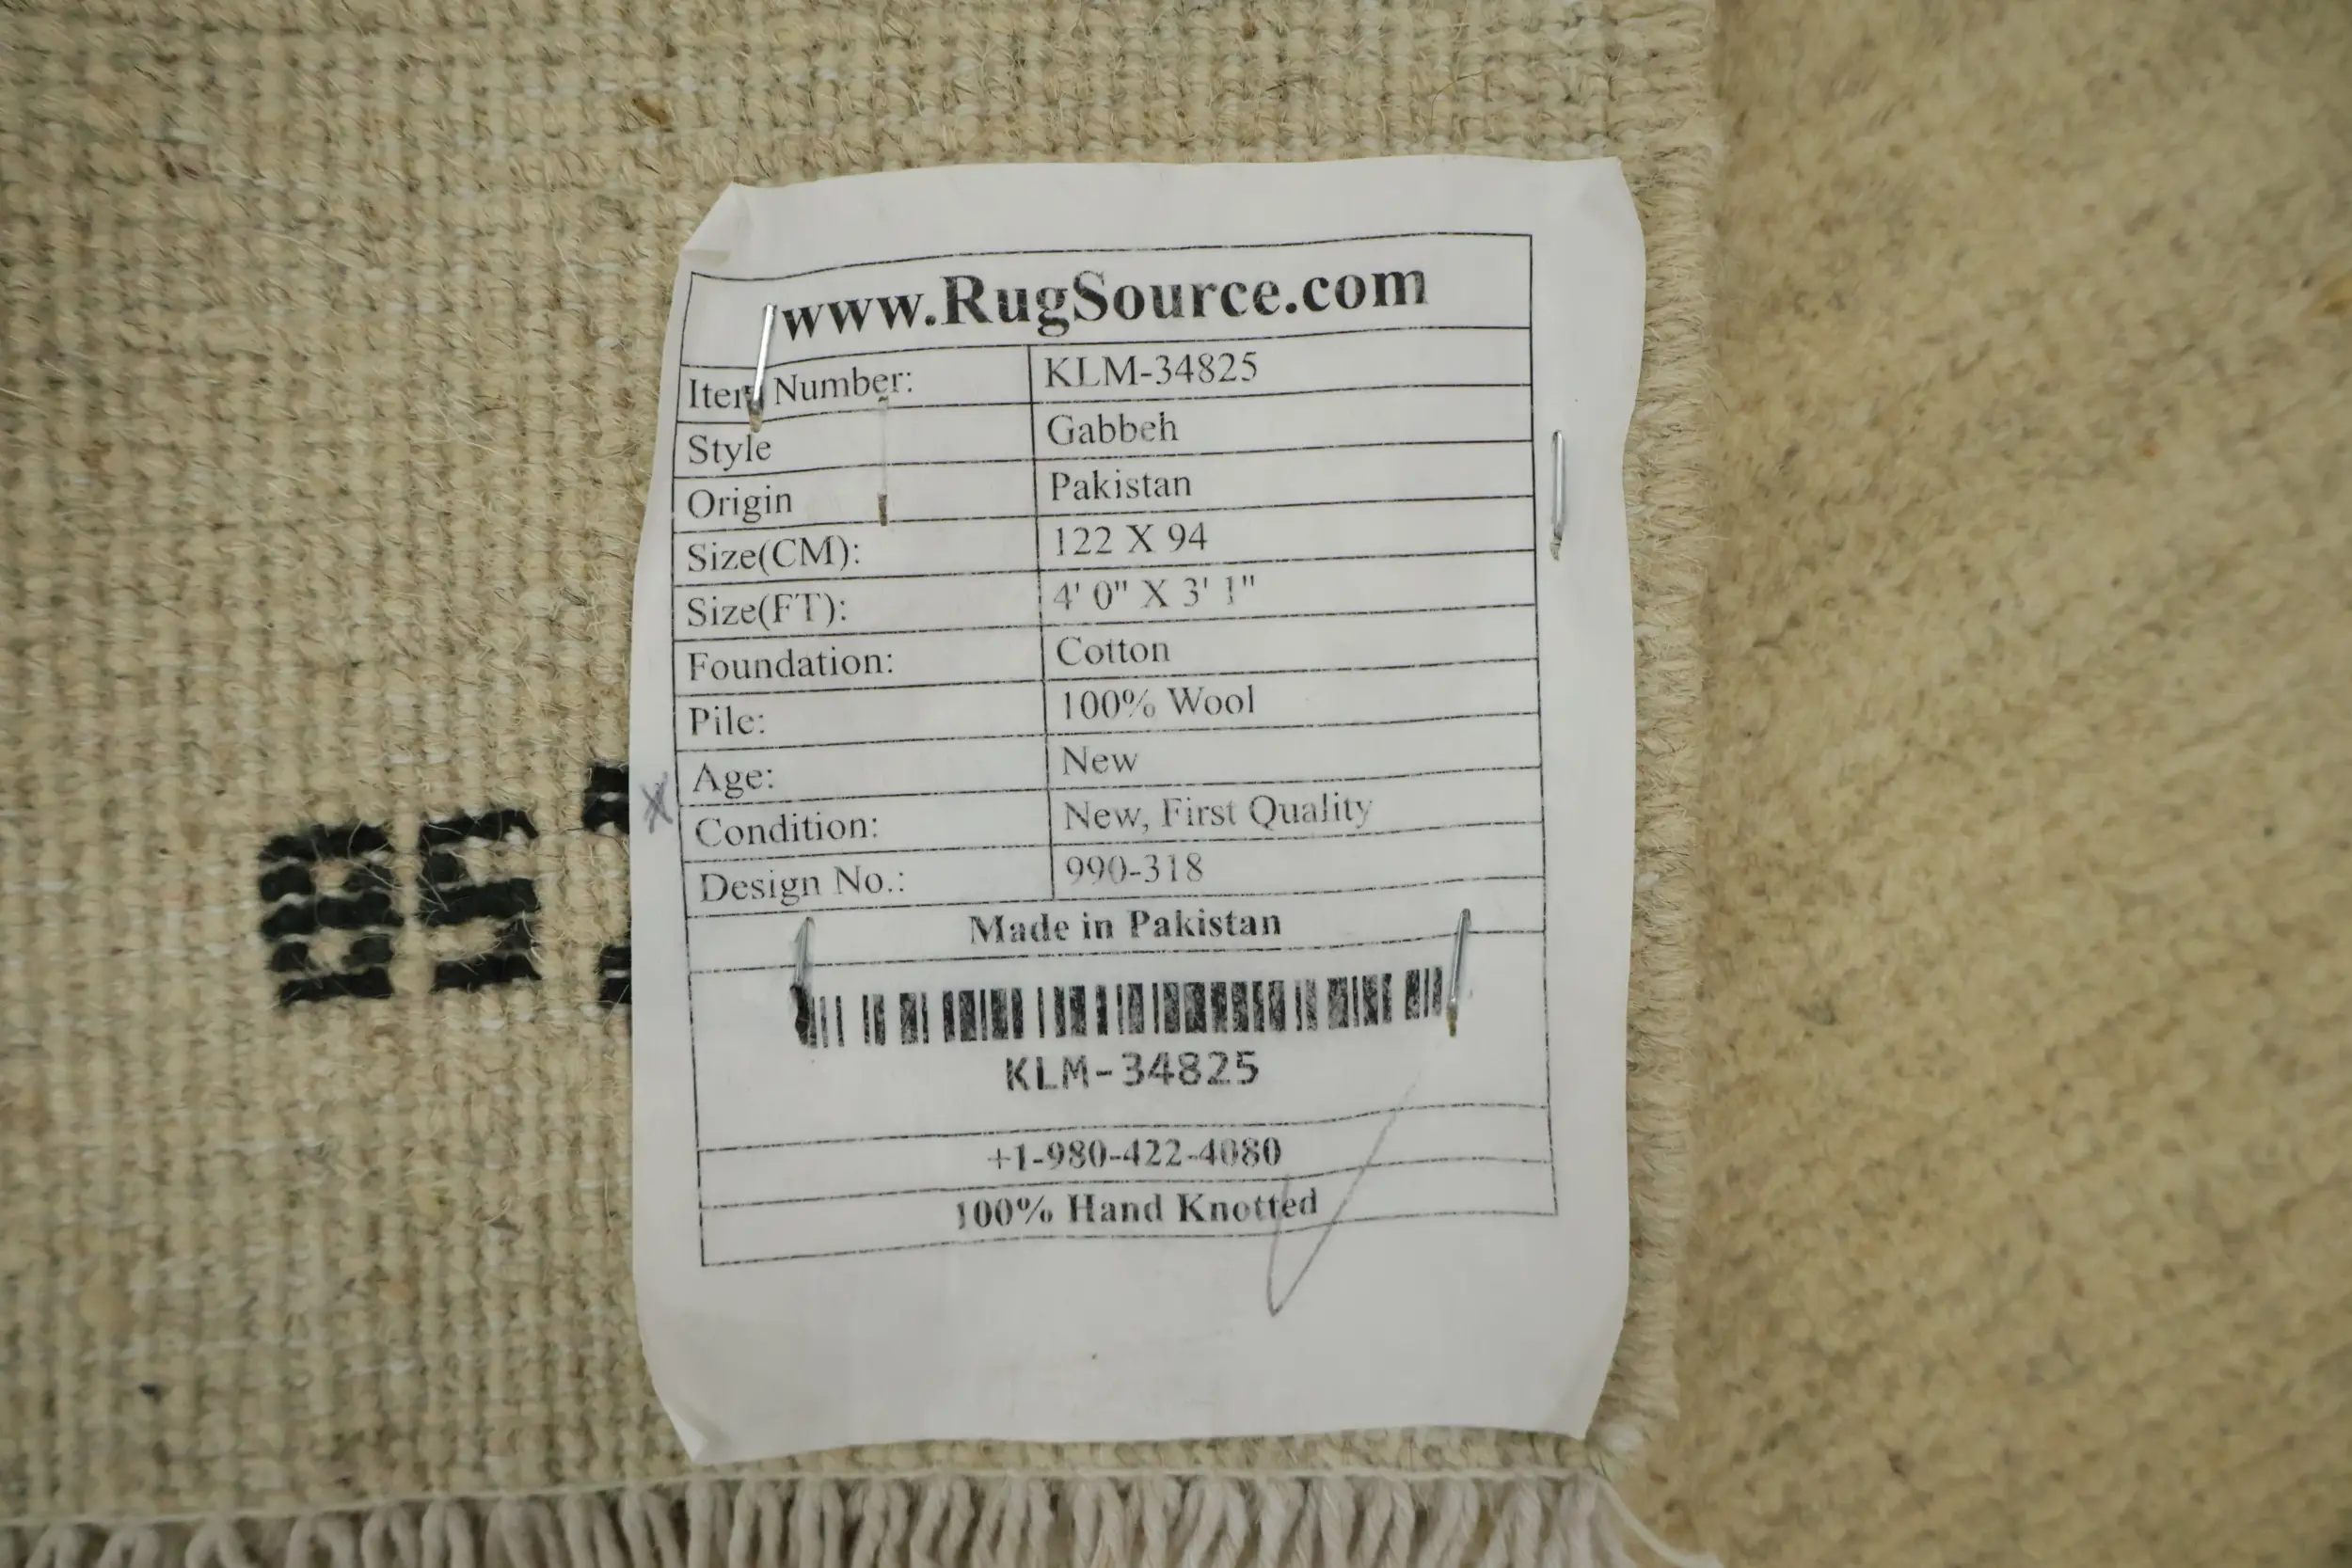 www.RugSource.com
Item Number: KLM-34825
Style Gabbeh
Origin Pakistan
Size(CM): 122 X 94
Size(FT): 4' 0" X 3' 1"
Foundation: Cotton
Pile: 100% Wool
Age: New
Condition: New, First Quality
Design No.: 990-318
Made in Pakistan
KLM-34825
+1-980-422-4080
100% Hand Knotted